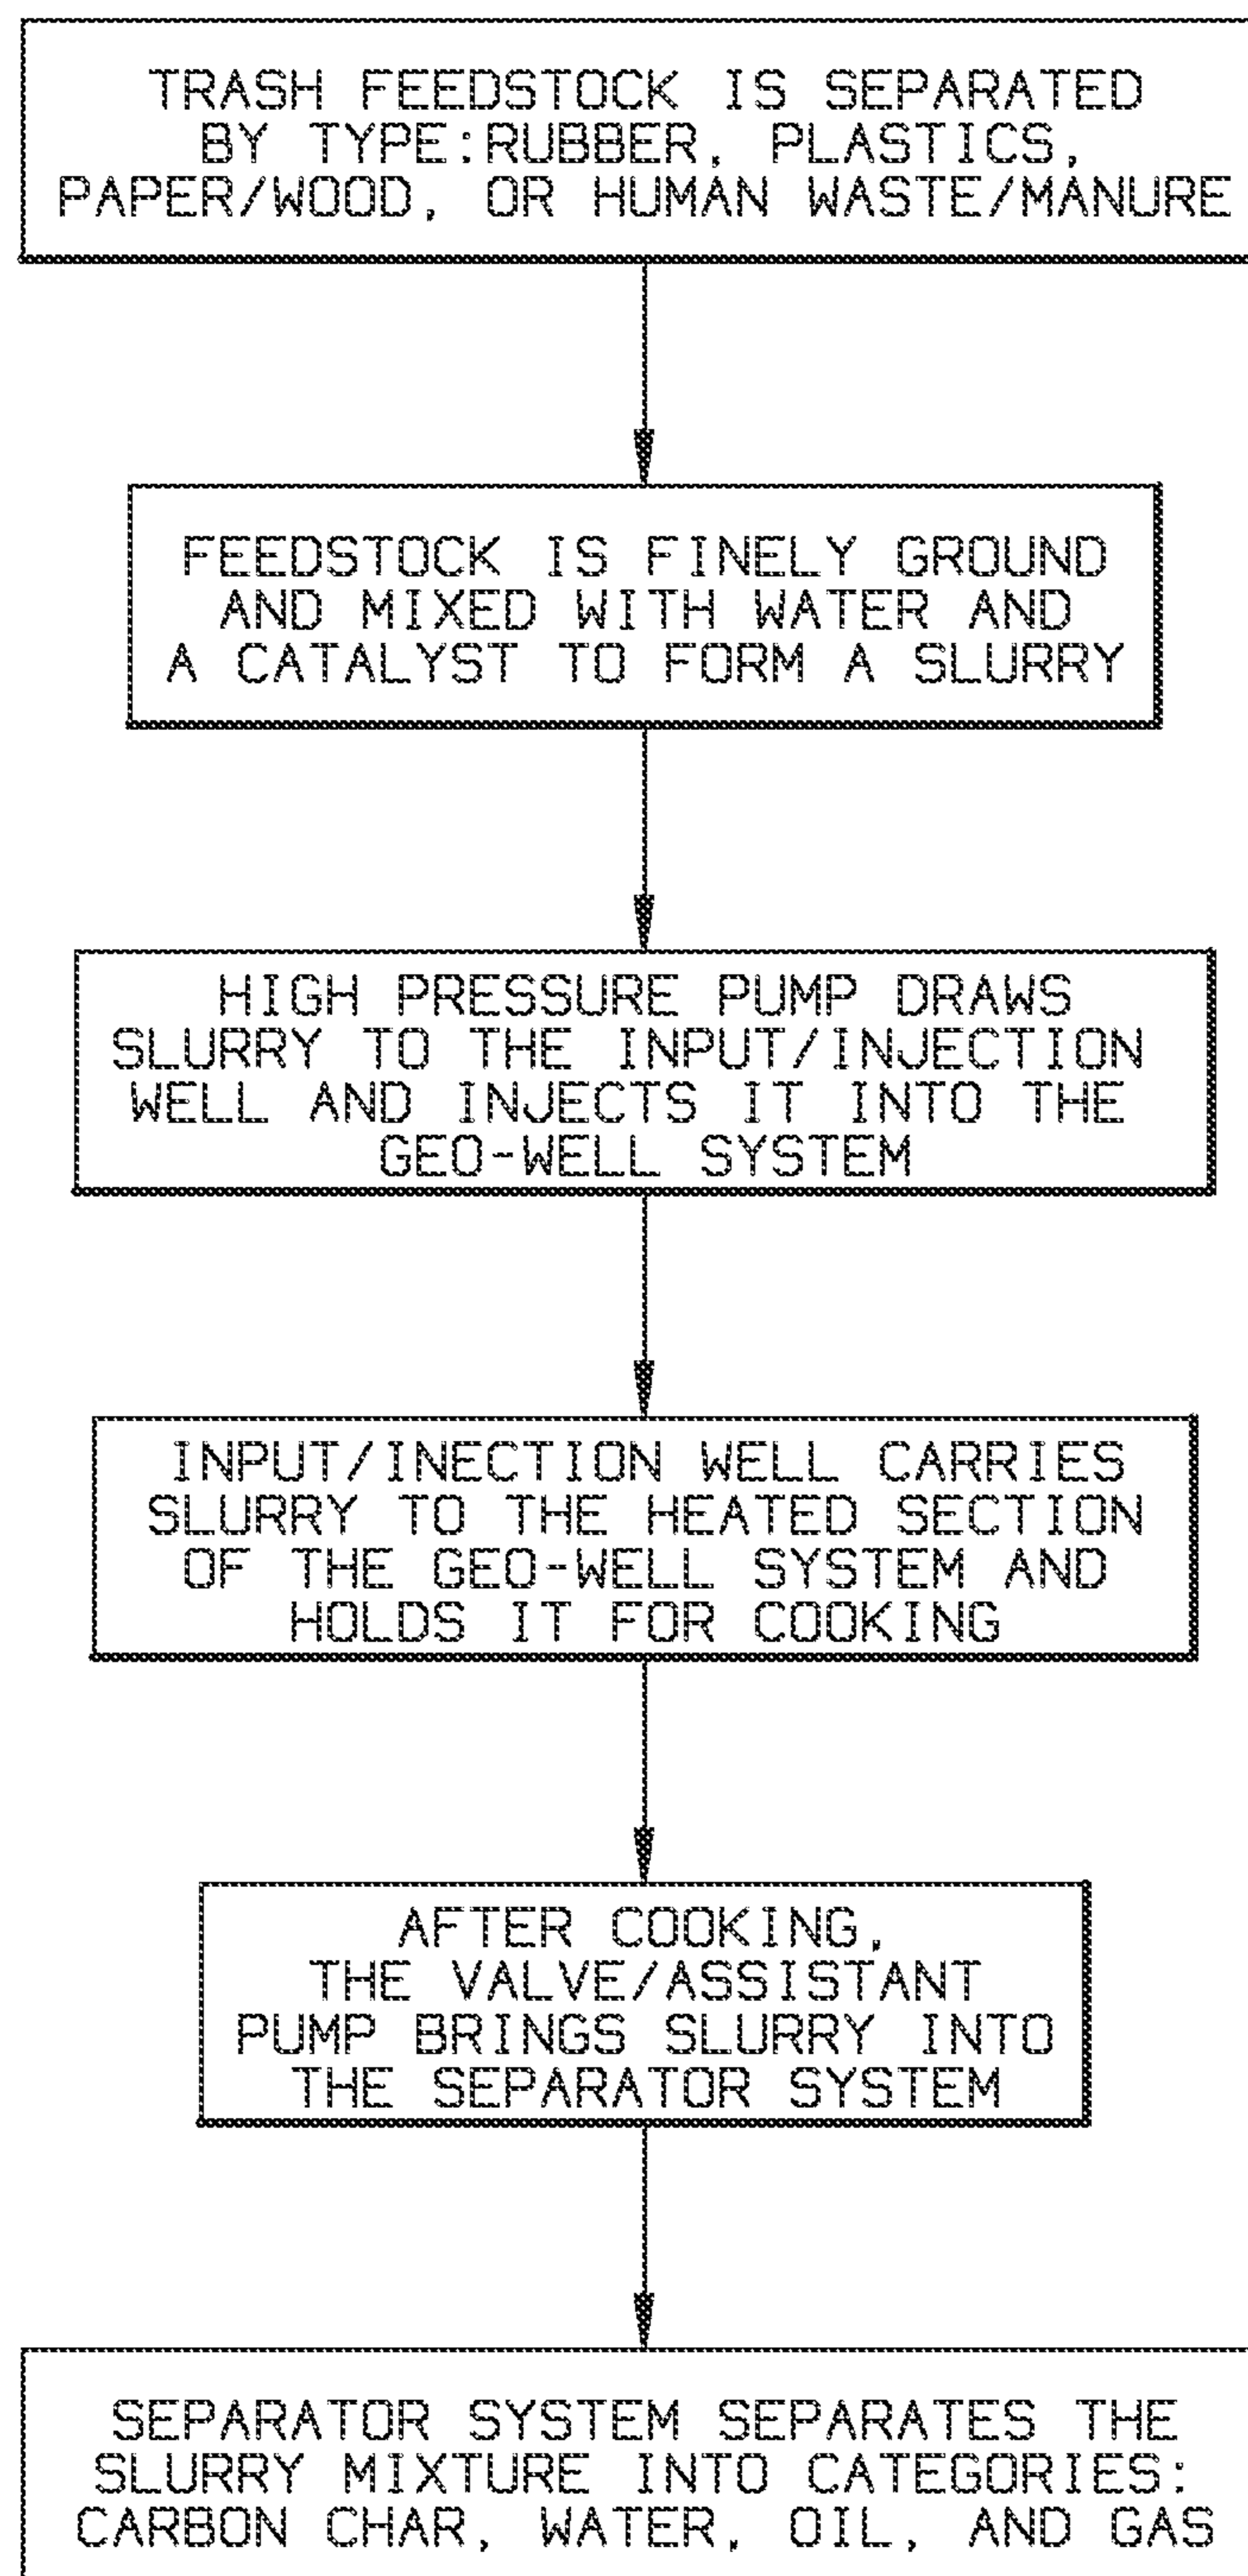 TRASH FEEDSTOCK IS SEPARATED
BY TYPE:RUBBER, PLASTICS,
PAPER/WOOD, OR HUMAN WASTE/MANURE
FEEDSTOCK IS FINELY GROUND
AND MIXED WITH WATER AND
A CATALYST TO FORM A SLURRY
HIGH PRESSURE PUMP DRAWS
SLURRY TO THE INPUT/INJECTION
WELL AND INJECTS IT INTO THE
GEO-WELL SYSTEM
INPUT/INECTION WELL CARRIES
SLURRY TO THE HEATED SECTION
OF THE GEO-WELL SYSTEM AND
HOLDS IT FOR COOKING
AFTER COOKING,
THE VALVE/ASSISTANT
PUMP BRINGS SLURRY INTO
THE SEPARATOR SYSTEM
SEPARATOR SYSTEM SEPARATES THE
SLURRY MIXTURE INTO CATEGORIES:
CARBON CHAR, WATER, OIL, AND GAS